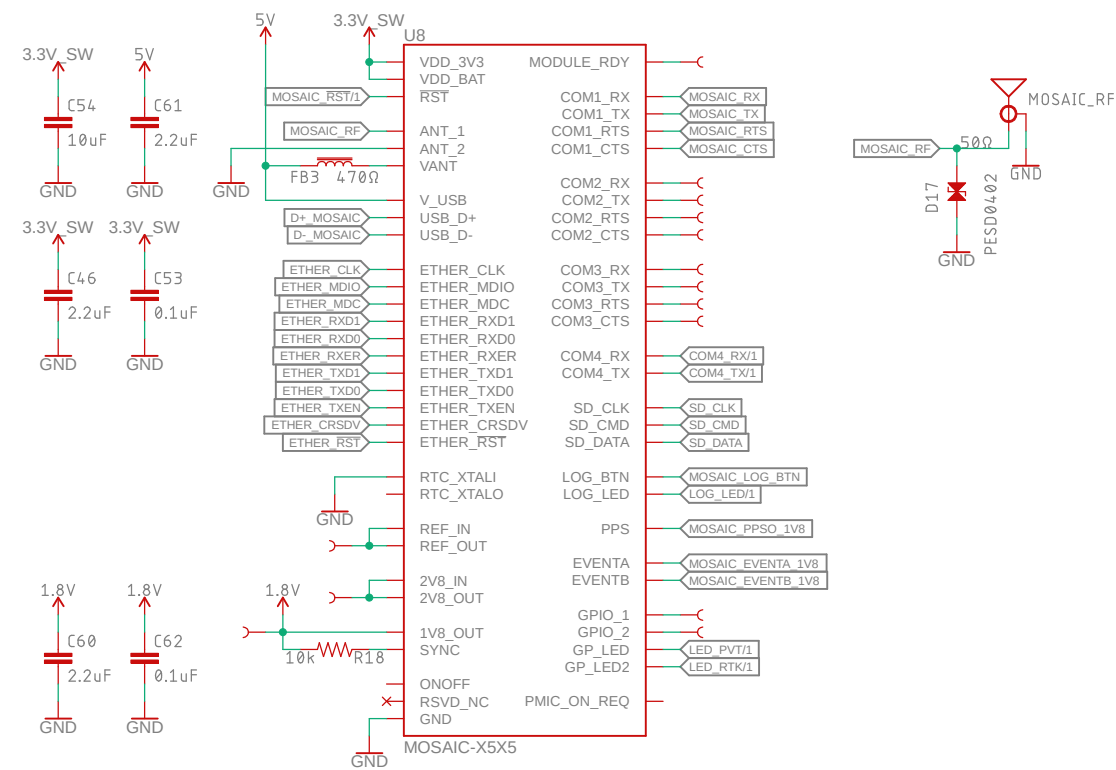 3.3V_SW
C54
10uF
GND
5V
C61
2.2uF
GND
3.3V_SW
C46
2.2uF
GND
3.3V_SW
C53
0.1uF
GND
1.8V
C60
2.2uF
GND
1.8V
C62
0.1uF
GND
5V
3.3V_SW
U8
MOSAIC_RST/1
MOSAIC_RF
GND
FB3 470Ω
D+_MOSAIC
D-_MOSAIC
ETHER_CLK
ETHER_MDIO
ETHER_MDC
ETHER_RXD1
ETHER_RXD0
ETHER_RXER
ETHER_TXD1
ETHER_TXD0
ETHER_TXEN
ETHER_CRSDV
ETHER_RST
GND
1.8V
10k R18
GND
VDD_3V3
VDD_BAT
RST
ANT_1
ANT_2
VANT
V_USB
USB_D+
USB_D-
ETHER_CLK
ETHER_MDIO
ETHER_MDC
ETHER_RXD1
ETHER_RXD0
ETHER_RXER
ETHER_TXD1
ETHER_TXD0
ETHER_TXEN
ETHER_CRSDV
ETHER_RST
RTC_XTALI
RTC_XTALO
REF_IN
REF_OUT
2V8_IN
2V8_OUT
1V8_OUT
SYNC
ONOFF
RSVD_NC
GND
MOSAIC-X5X5
MODULE_RDY
COM1_RX
COM1_TX
COM1_RTS
COM1_CTS
COM2_RX
COM2_TX
COM2_RTS
COM2_CTS
COM3_RX
COM3_TX
COM3_RTS
COM3_CTS
COM4_RX
COM4_TX
SD_CLK
SD_CMD
SD_DATA
LOG_BTN
LOG_LED
PPS
EVENTA
EVENTB
GPIO_1
GPIO_2
GP_LED
GP_LED2
PMIC_ON_REQ
MOSAIC_RX
MOSAIC_TX
MOSAIC_RTS
MOSAIC_CTS
COM4_RX/1
COM4_TX/1
SD_CLK
SD_CMD
SD_DATA
MOSAIC_LOG_BTN
LOG_LED/1
MOSAIC_PPSO_1V8
MOSAIC_EVENTA_1V8
MOSAIC_EVENTB_1V8
LED_PVT/1
LED_RTK/1
MOSAIC_RF
MOSAIC_RF
50Ω
GND
D17
PESD0402
GND